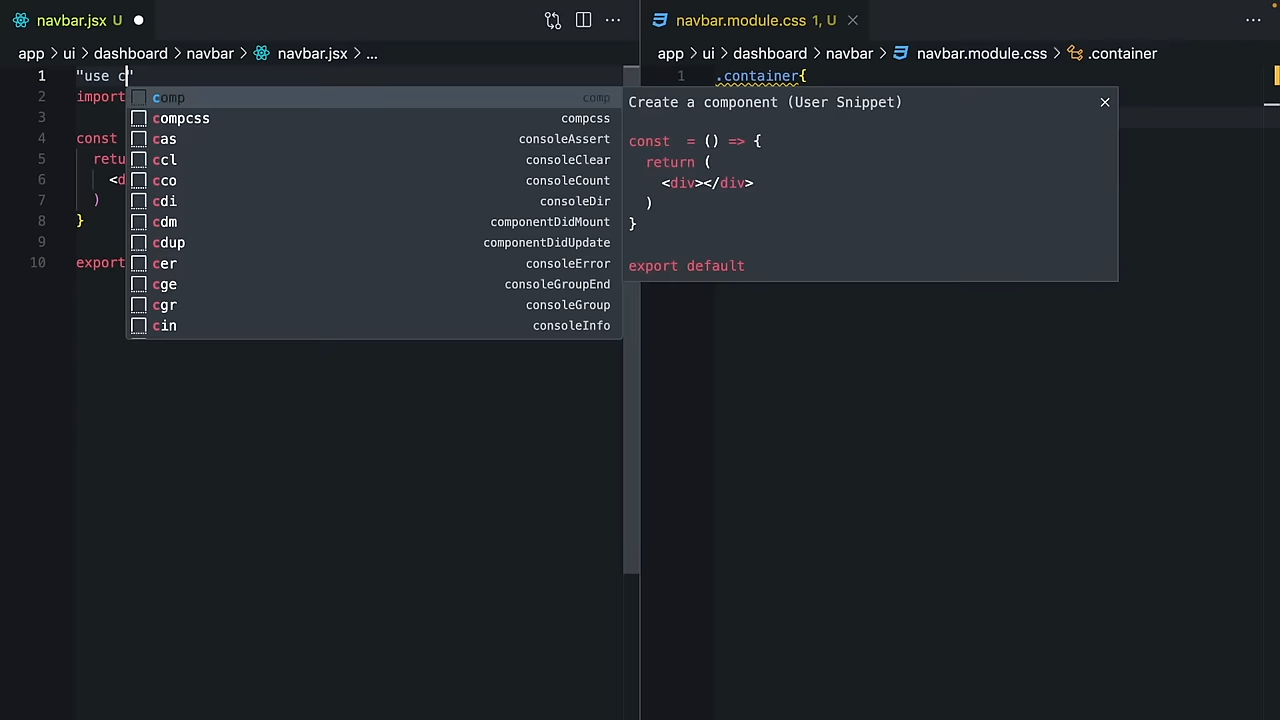 navbar.jsx U
navbar.module.css 1, U
app > ui > dashboard > navbar > navbar.jsx > ...
app > ui > dashboard > navbar > navbar.module.css > .container
1 "use c"
2 import
3
4 const
5 retu
6 <d
7 )
8 }
9
10 export
comp comp
compcss compcss
cas consoleAssert
ccl consoleClear
cco consoleCount
cdi consoleDir
cdm componentDidMount
cdup componentDidUpdate
cer consoleError
cge consoleGroupEnd
cgr consoleGroup
cin consoleInfo
1 .container{
Create a component (User Snippet)
const = () => {
return (
<div></div>
)
}
export default